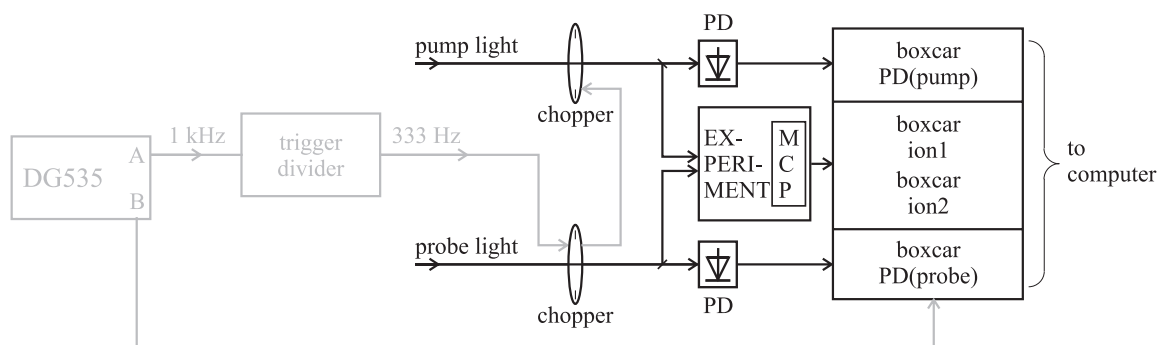 PD
pump light
boxcar
PD(pump)
chopper
1 kHz
trigger
divider
333 Hz
DG535
A
B
EX-
PERI-
MENT
M
C
P
boxcar
ion1
boxcar
ion2
to
computer
probe light
boxcar
PD(probe)
chopper
PD